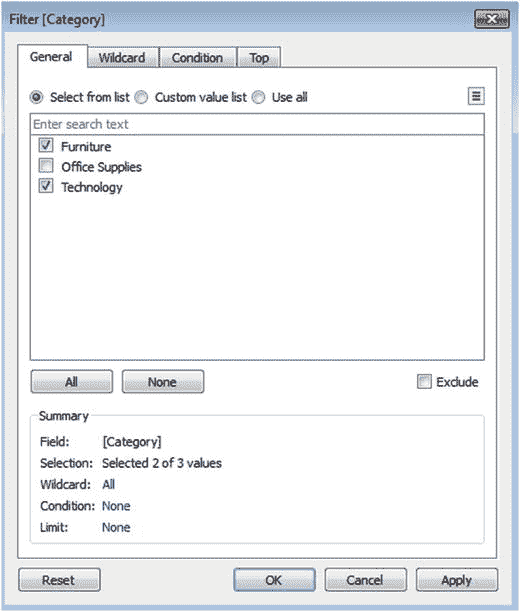 Filter [Category]
General Wildcard Condition Top
Select from list Custom value list Use all
Enter search text
Furniture
Office Supplies
Technology
All None Exclude
Summary
Field: [Category]
Selection: Selected 2 of 3 values
Wildcard: All
Condition: None
Limit: None
Reset OK Cancel Apply